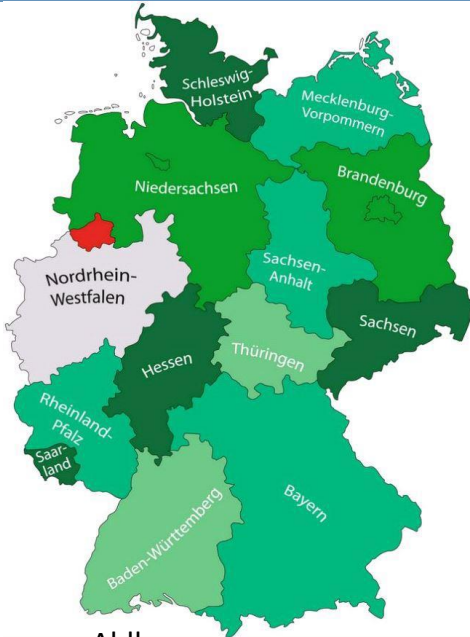 Schleswig-
Holstein
Mecklenburg-
Vorpommern
Niedersachsen
Brandenburg
Sachsen-
Anhalt
Nordrhein-
Westfalen
Sachsen
Hessen
Thüringen
Rheinland-
Pfalz
Saar-
land
Bayern
Baden-Württemberg